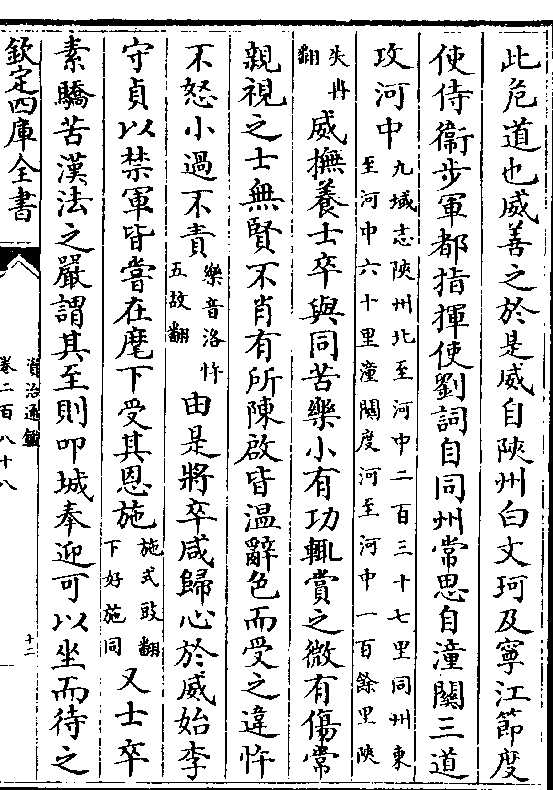 此危道也威善之於是威自陝州白文珂及寧江節度
使侍衞步軍都指揮使劉詞自同州常思自潼關三道
攻河中九域志陝州北至河中二百三十七里同州東
至河中六十里潼關度河至河中一百餘里陝
失冉
翻威撫養士卒與同苦樂小有功輒賞之微有傷常
親視之士無賢不肖有所陳啟皆溫辭色而受之違忤
不怒小過不責樂音洛忤
五故翻由是將卒咸歸心於威始李
守貞以禁軍皆嘗在麾下受其恩施施式豉翻
下好施同又士卒
素驕苦漢法之嚴謂其至則叩城奉迎可以坐而待之
欽定四庫全書
資治通鑑
卷二百八十八
十二